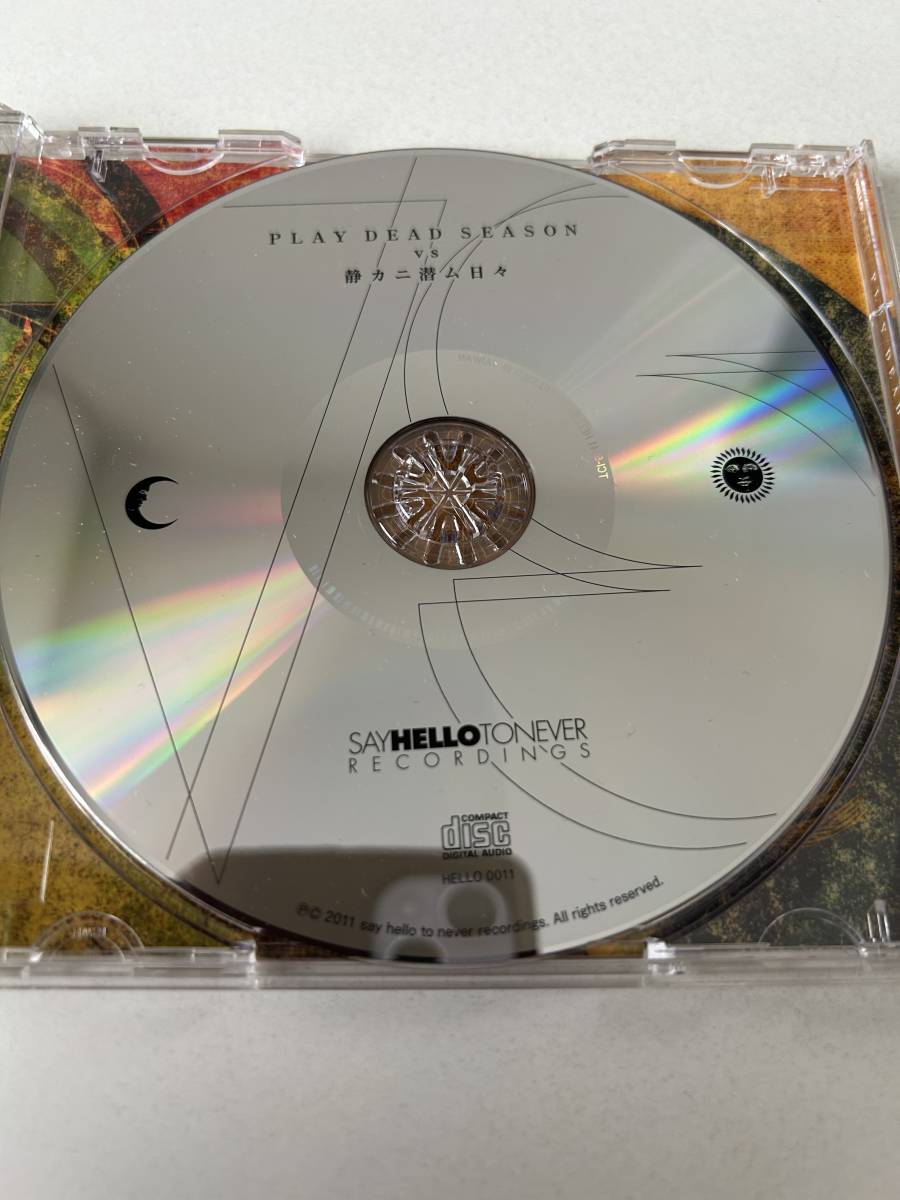 PLAY DEAD SEASON
vs
静カニ潜ム日々
SAYHELLOTONEVER
RECORDINGS
COMPACT
disc
DIGITAL AUDIO
HELLO 0011
℗© 2011 say hello to never recordings. All rights reserved.